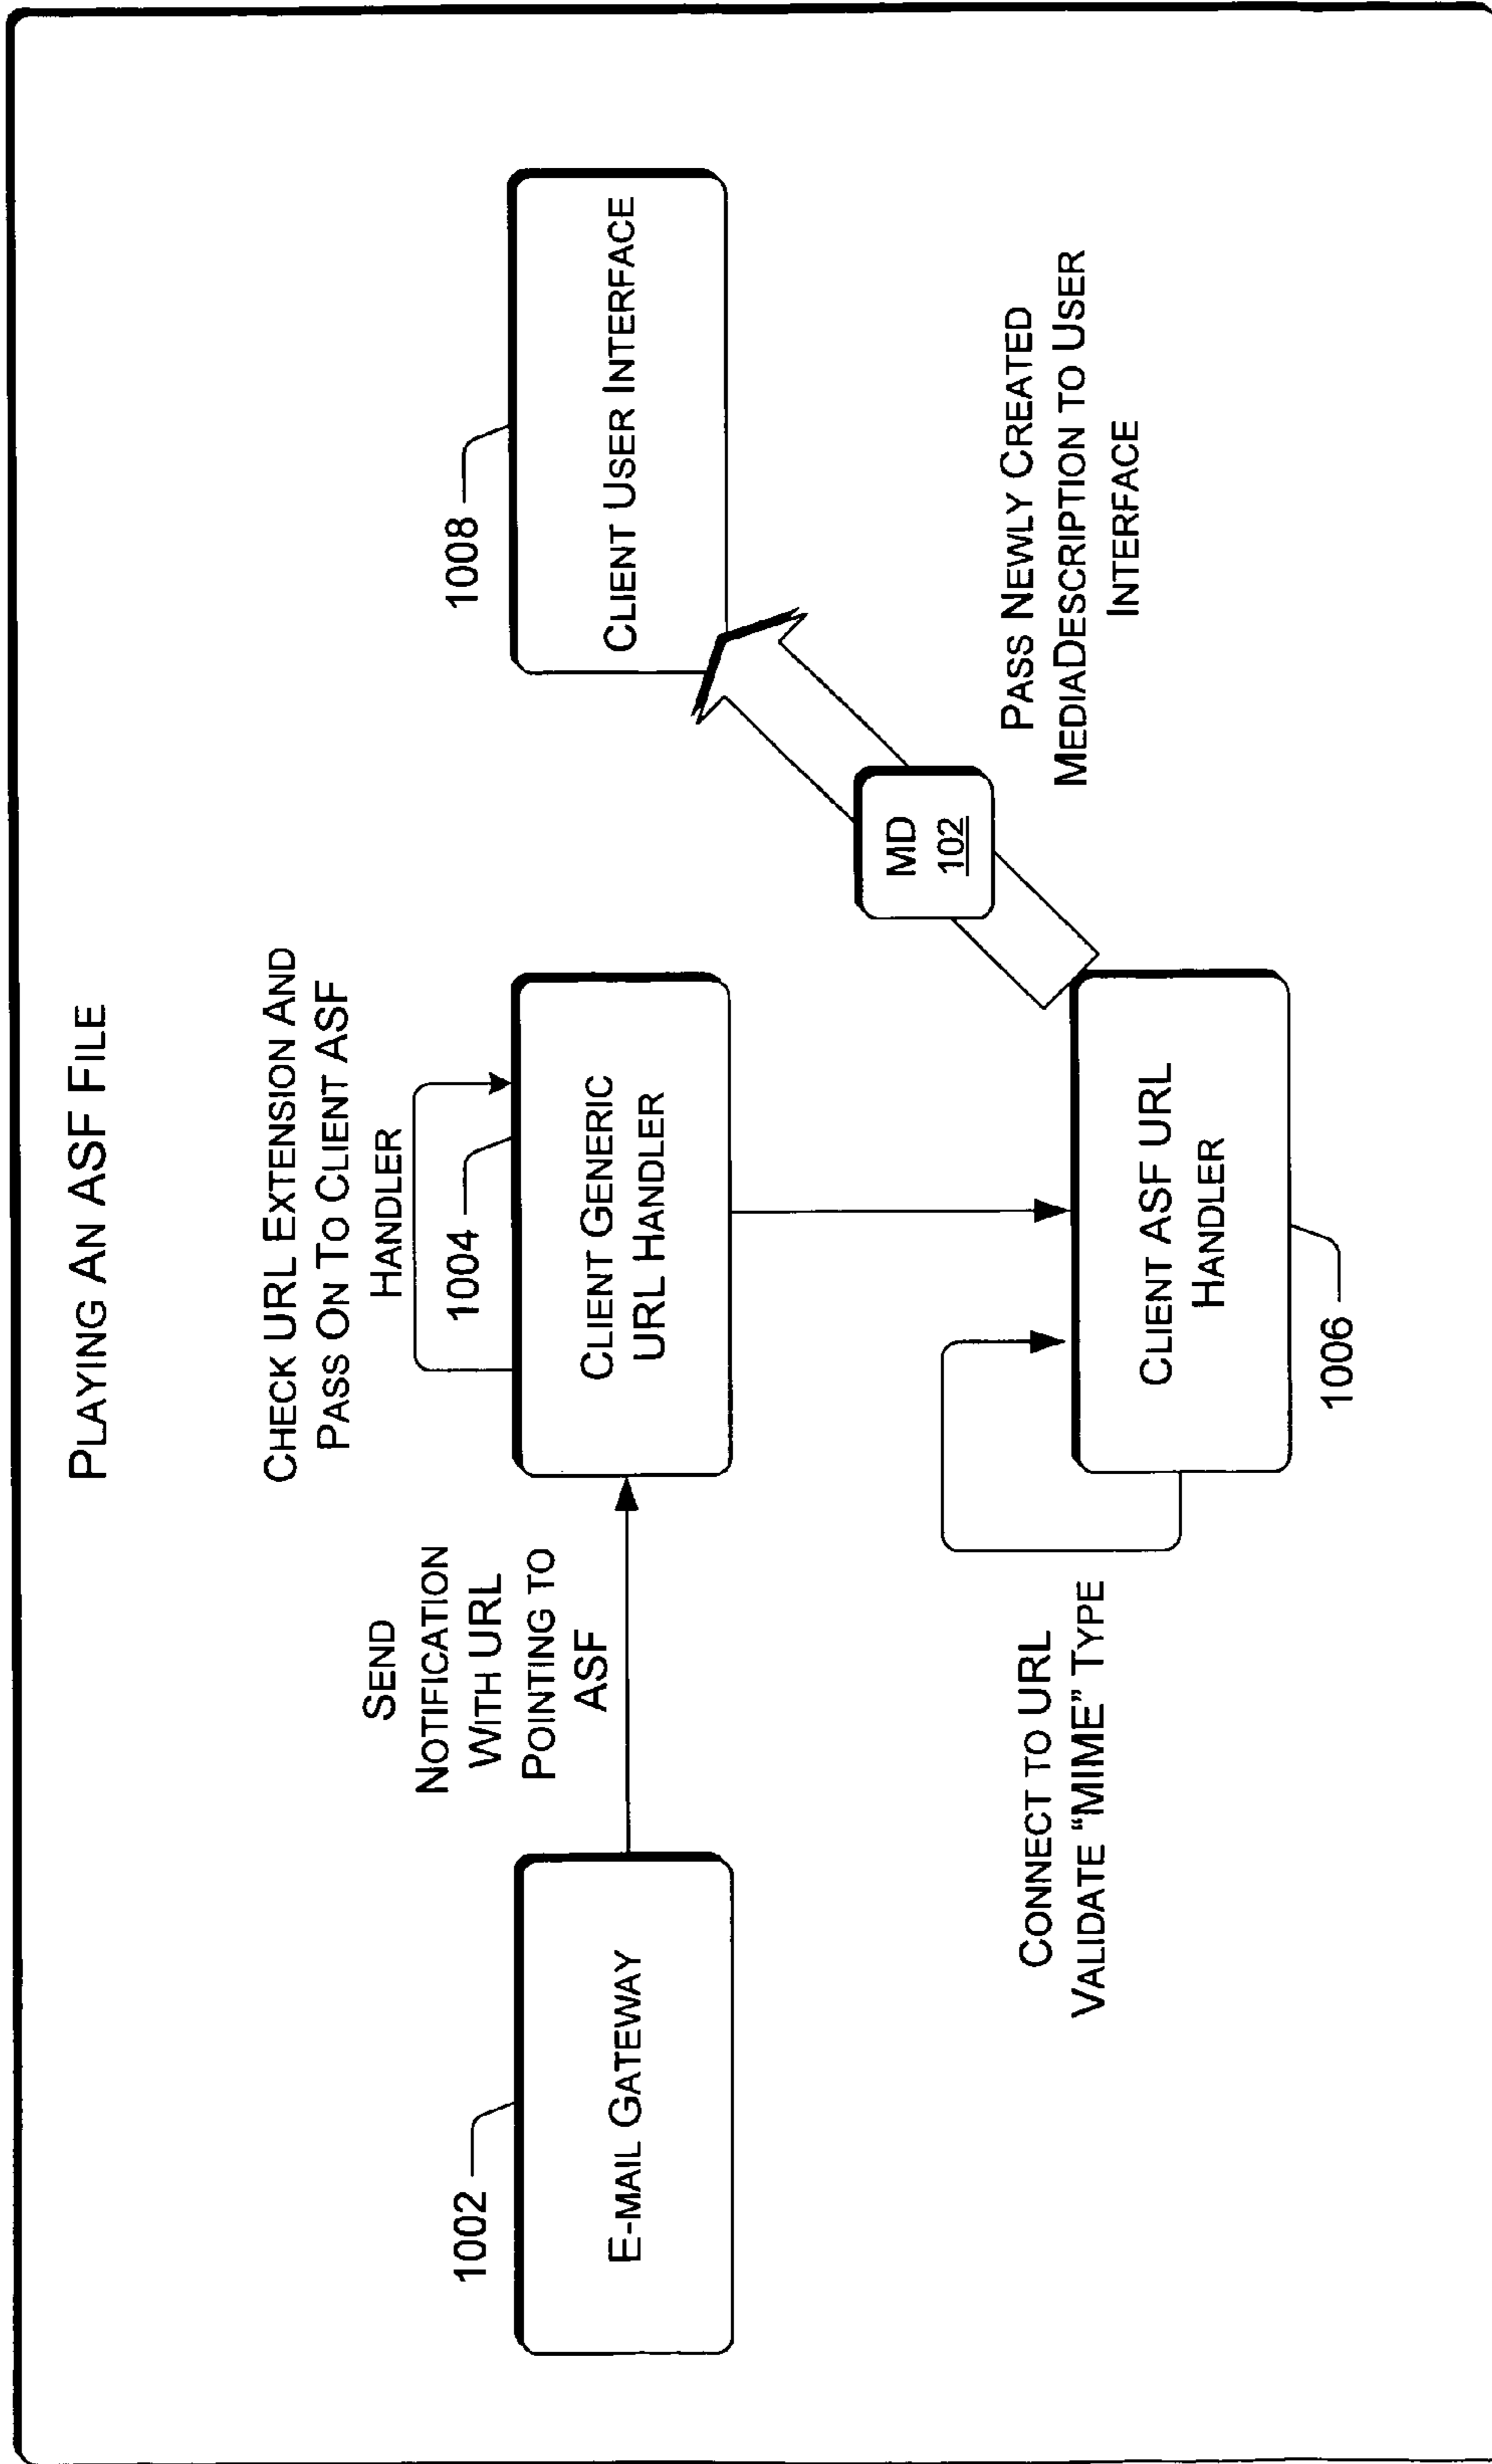 PLAYING AN ASF FILE
CHECK URL EXTENSION AND
PASS ON TO CLIENT ASF
HANDLER
SEND
NOTIFICATION
WITH URL
POINTING TO
ASF
1002
E-MAIL GATEWAY
1004
CLIENT GENERIC
URL HANDLER
1008
CLIENT USER INTERFACE
MD
102
PASS NEWLY CREATED
MEDIADESCRIPTION TO USER
INTERFACE
CONNECT TO URL
VALIDATE “MIME” TYPE
CLIENT ASF URL
HANDLER
1006